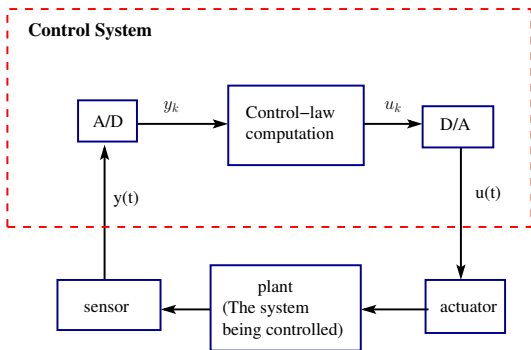 Control System
A/D
y_k
Control−law
computation
u_k
D/A
y(t)
u(t)
sensor
plant
(The system
being controlled)
actuator